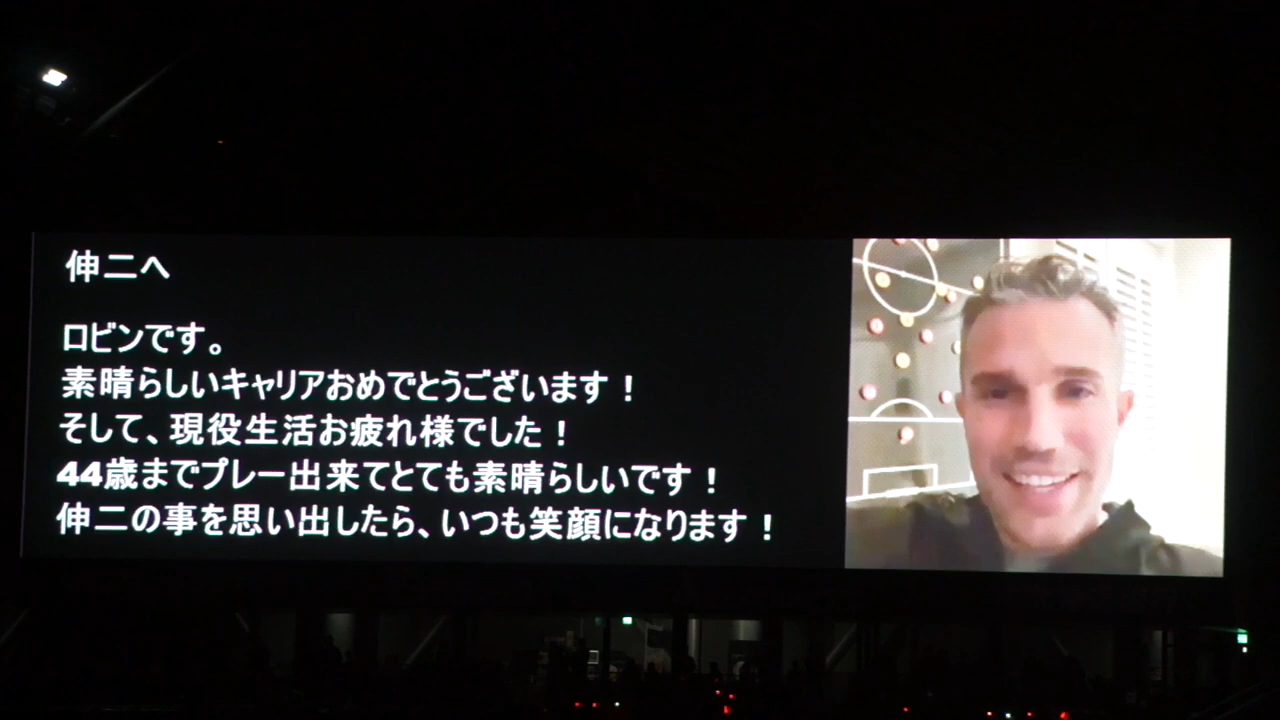 伸二へ
ロビンです。
素晴らしいキャリアおめでとうございます！
そして、現役生活お疲れ様でした！
44歳までプレー出来てとても素晴らしいです！
伸二の事を思い出したら、いつも笑顔になります！